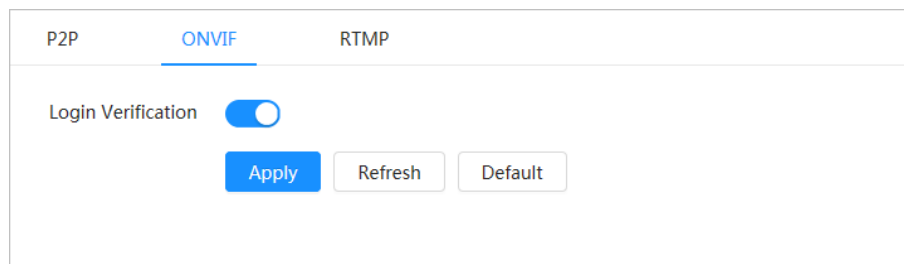 P2P ONVIF RTMP
Login Verification
Apply Refresh Default